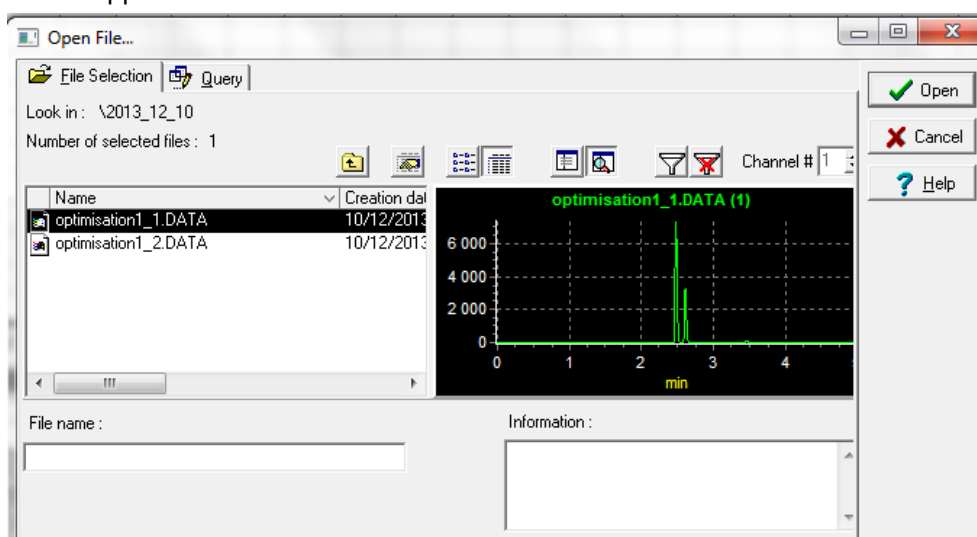 Open File...
File Selection Query
Open
Look in : \2013_12_10
Cancel
Number of selected files : 1
Channel # 1
Help
Name Creation dat
optimisation1_1.DATA 10/12/2013
optimisation1_2.DATA 10/12/2013
optimisation1_1.DATA (1)
6 000
4 000
2 000
0
0 1 2 3 4
min
File name :
Information :